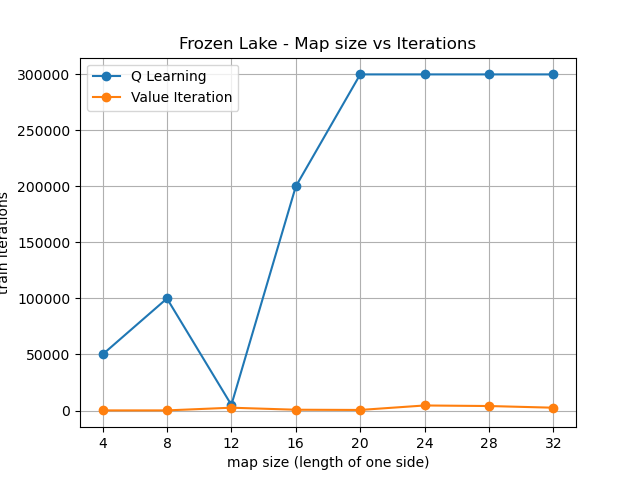 Frozen Lake - Map size vs Iterations
Q Learning
Value Iteration
300000
250000
200000
150000
100000
50000
0
train iterations
4 8 12 16 20 24 28 32
map size (length of one side)